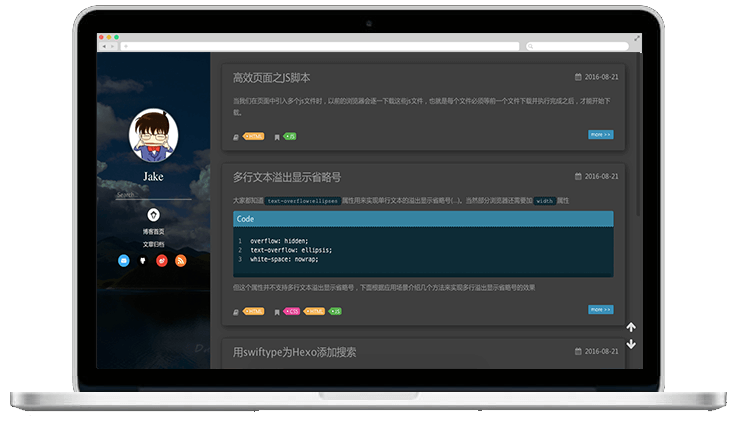 Jake
Search...
博客首页
文章归档
高效页面之JS脚本
2016-08-21
当我们在页面中引入多个js文件时，以前的浏览器会逐一下载这些js文件，也就是每个文件必须等前一个文件下载并执行完成之后，才能开始下
载。
HTML
JS
more >>
多行文本溢出显示省略号
2016-08-21
大家都知道 text-overflow:ellipses 属性用来实现单行文本的溢出显示省略号(…)。当然部分浏览器还需要加 width 属性
Code
1 overflow: hidden;
2 text-overflow: ellipsis;
3 white-space: nowrap;
但这个属性并不支持多行文本溢出显示省略号，下面根据应用场景介绍几个方法来实现多行溢出显示省略号的效果
HTML
CSS
HTML
JS
more >>
用swiftype为Hexo添加搜索
2016-08-21